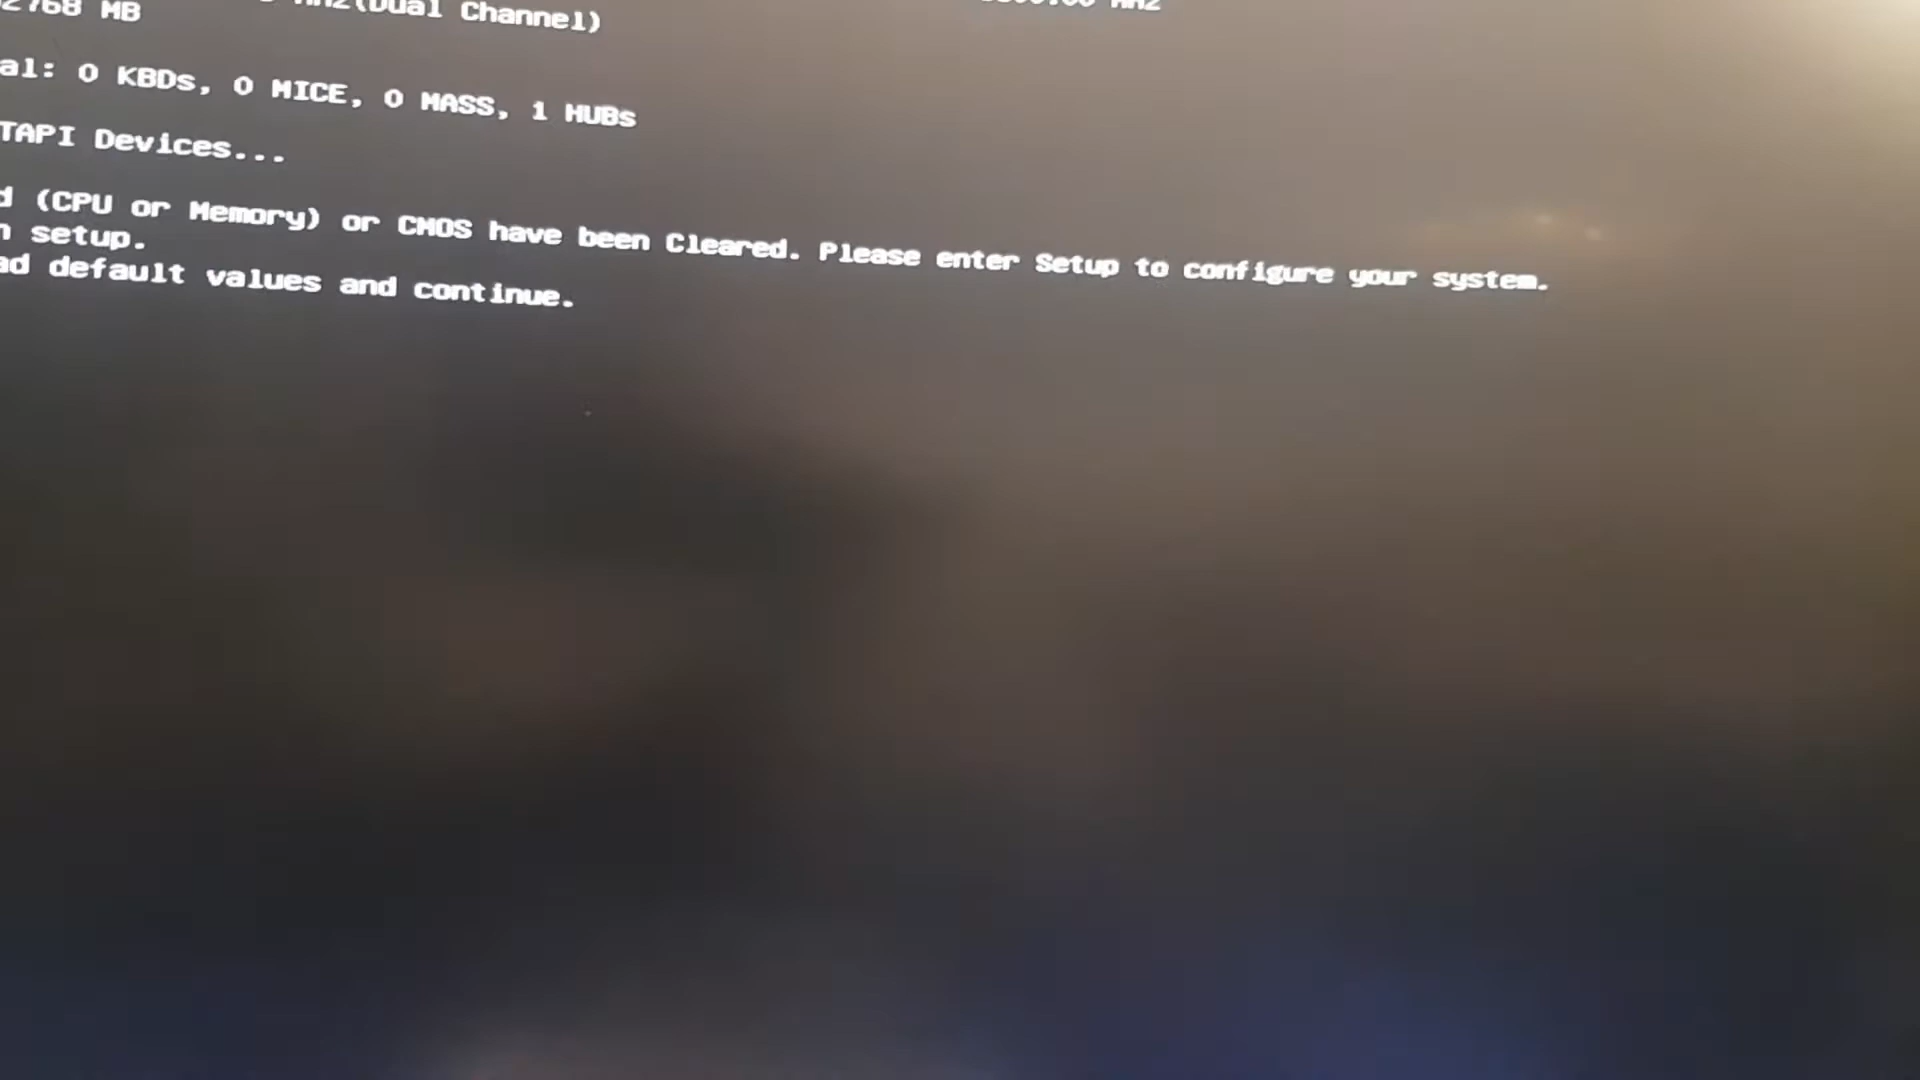 MB (Dual Channel)
al: 0 KBDs, 0 MICE, 0 MASS, 1 HUBs
TAPI Devices...
d (CPU or Memory) or CMOS have been Cleared. Please enter Setup to configure your system.
n setup.
ad default values and continue.